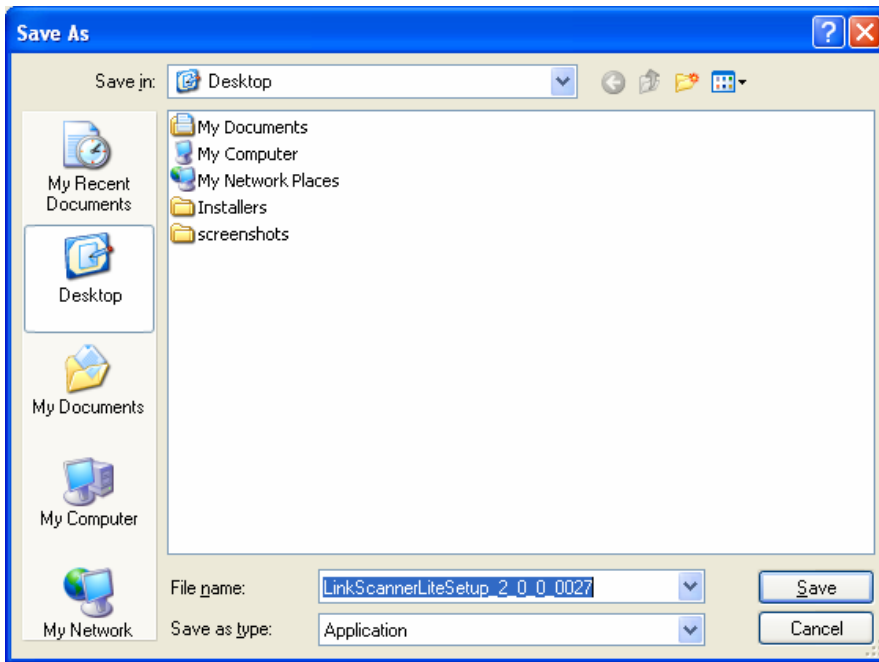 Save As
Save in:
Desktop
My Recent
Documents
Desktop
My Documents
My Computer
My Network
My Documents
My Computer
My Network Places
Installers
screenshots
File name:
LinkScannerLiteSetup_2_0_0_0027
Save
Save as type:
Application
Cancel